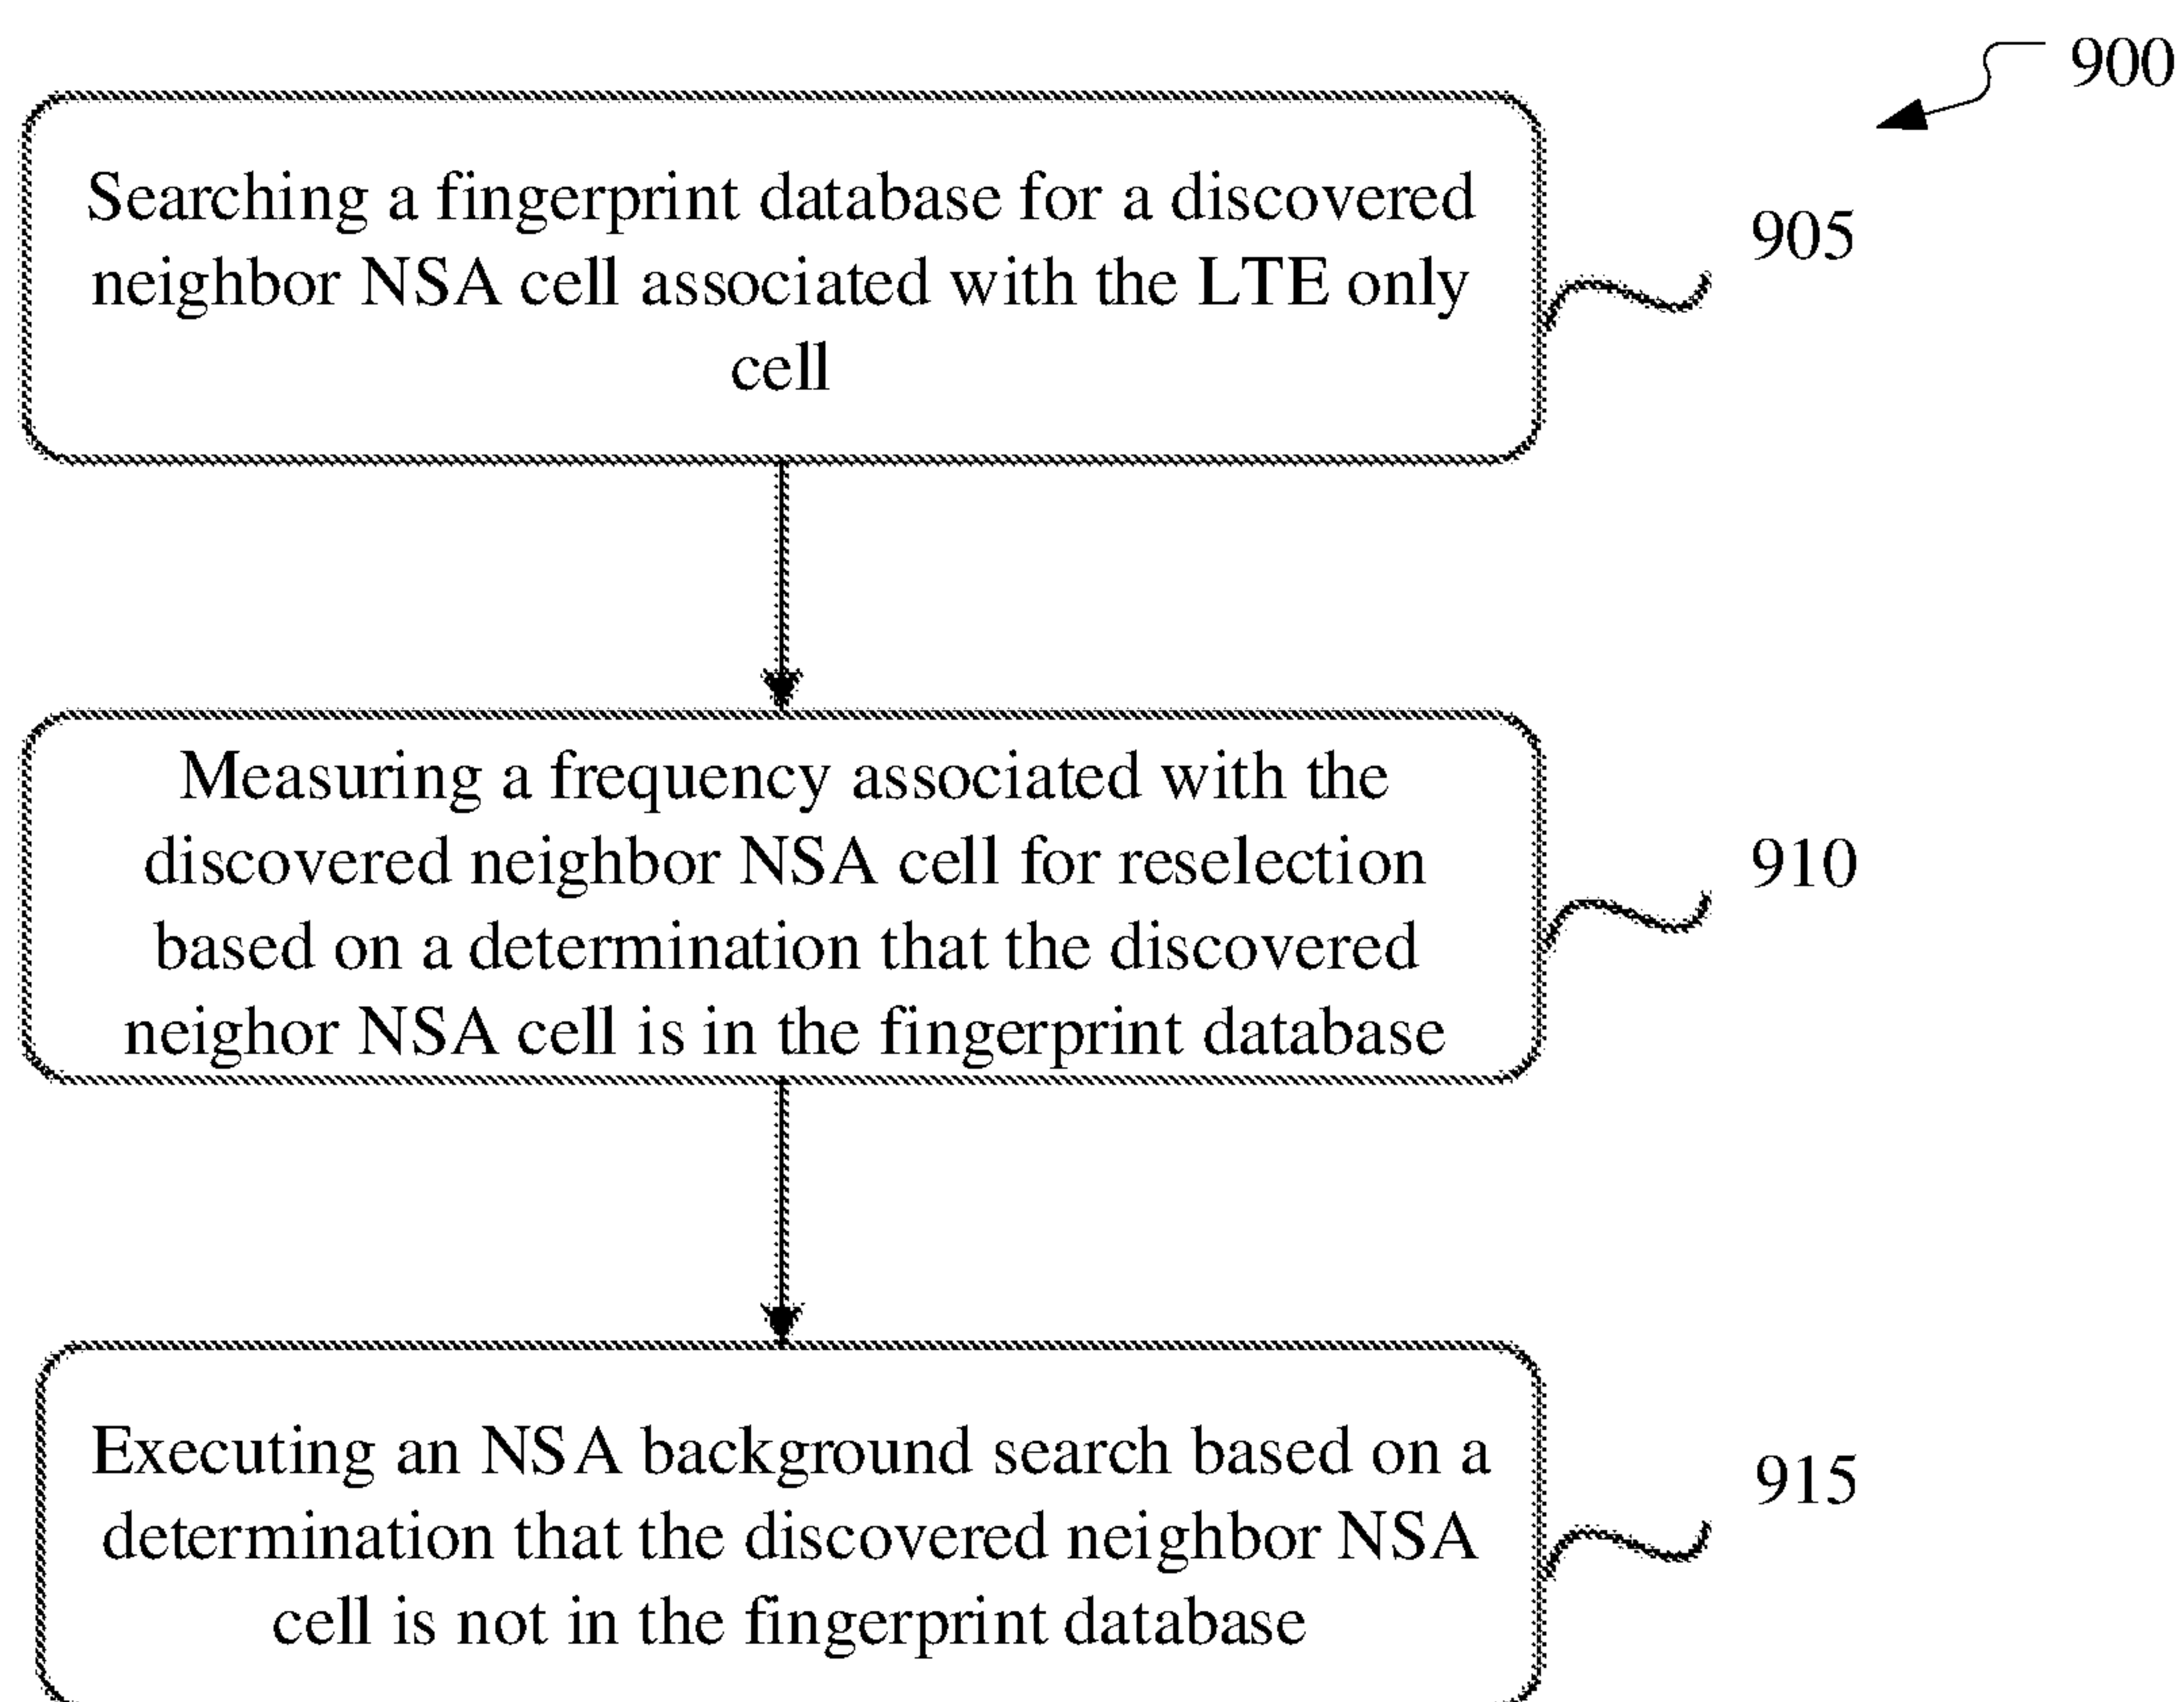 900
Searching a fingerprint database for a discovered
neighbor NSA cell associated with the LTE only
cell
905
Measuring a frequency associated with the
discovered neighbor NSA cell for reselection
based on a determination that the discovered
neighor NSA cell is in the fingerprint database
910
Executing an NSA background search based on a
determination that the discovered neighbor NSA
cell is not in the fingerprint database
915